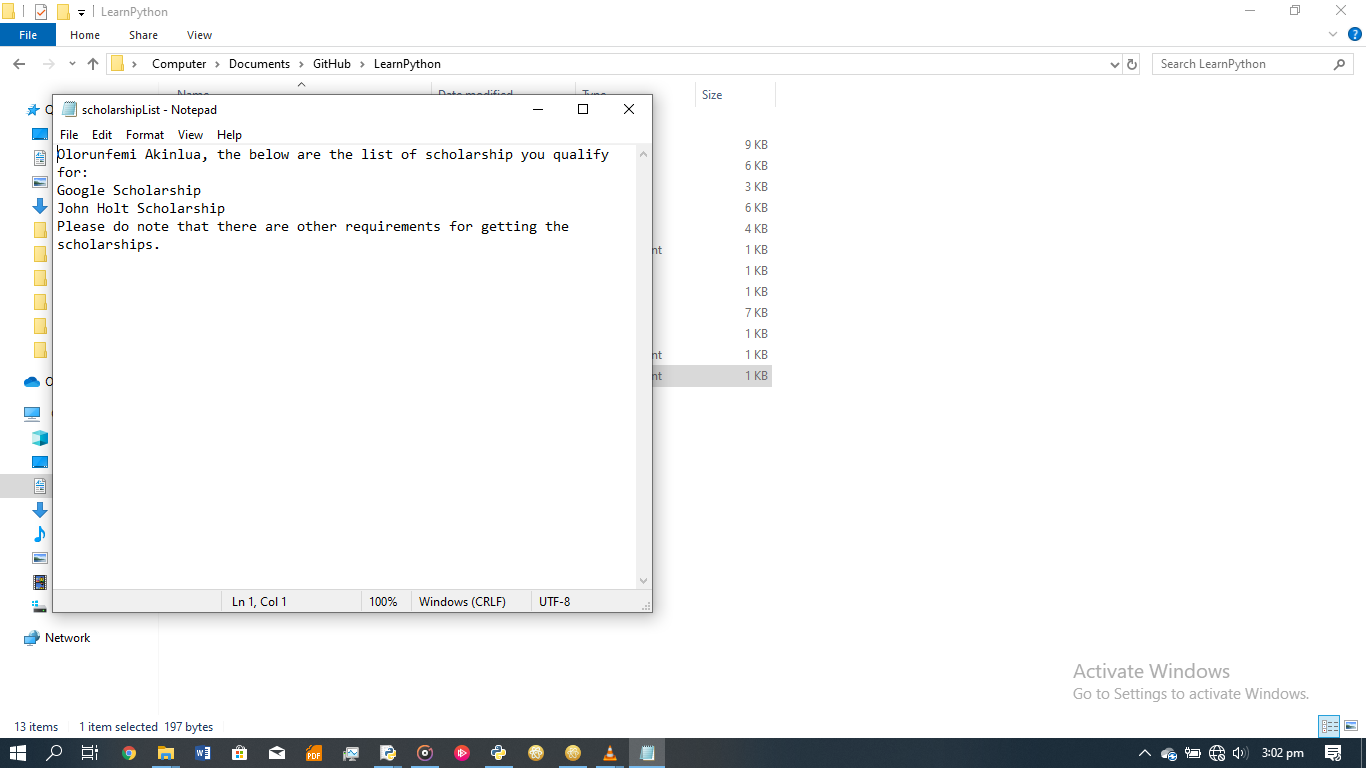 LearnPython
File Home Share View
Computer Documents GitHub LearnPython
Search LearnPython
Size
scholarshipList - Notepad
File Edit Format View Help
Olorunfemi Akinlua, the below are the list of scholarship you qualify
for:
Google Scholarship
John Holt Scholarship
Please do note that there are other requirements for getting the
scholarships.
9 KB
6 KB
3 KB
6 KB
4 KB
nt 1 KB
1 KB
1 KB
7 KB
1 KB
nt 1 KB
nt 1 KB
Ln 1, Col 1 100% Windows (CRLF) UTF-8
Network
Activate Windows
Go to Settings to activate Windows.
13 items 1 item selected 197 bytes
PDF
3:02 pm